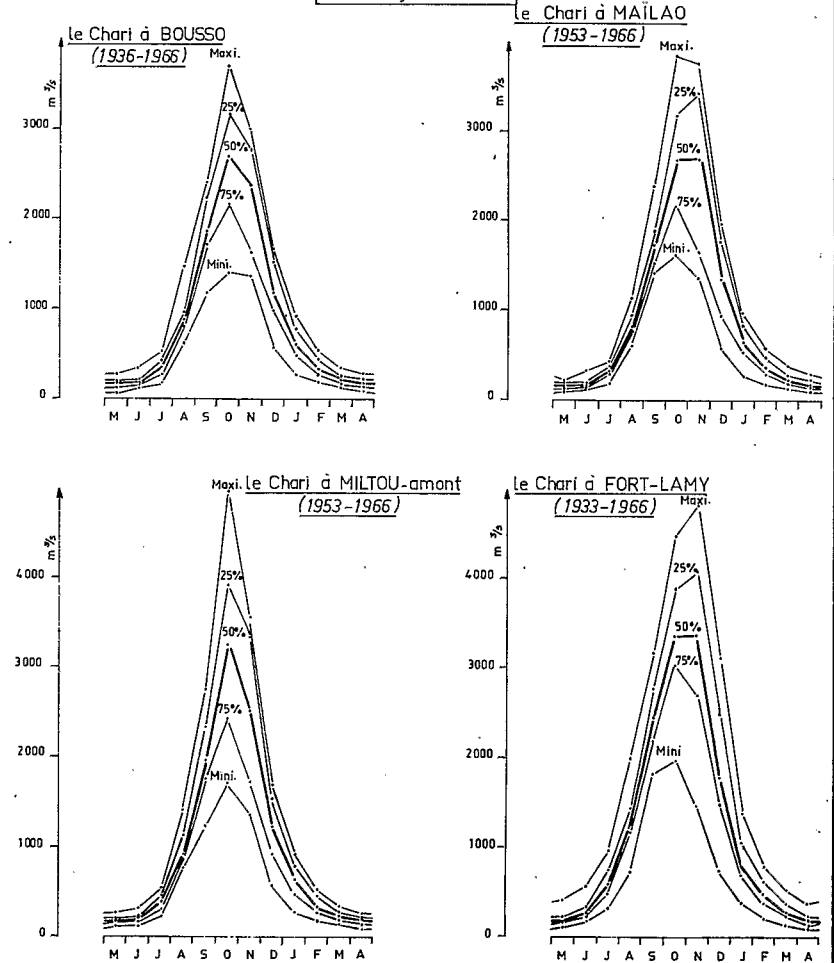 le Chari à BOUSSO
(1936-1966)
m³/s
3000
2000
1000
0
Maxi.
25%
50%
75%
Mini.
M J J A S O N D J F M A
le Chari à MAÏLAO
(1953-1966)
m³/s
3000
2000
1000
0
Maxi.
25%
50%
75%
Mini.
M J J A S O N D J F M A
le Chari à MILTOU-amont
(1953-1966)
m³/s
4000
3000
2000
1000
0
Maxi.
25%
50%
75%
Mini.
M J J A S O N D J F M A
le Chari à FORT-LAMY
(1933-1966)
m³/s
4000
3000
2000
1000
0
Maxi.
25%
50%
75%
Mini
M J J A S O N D J F M A